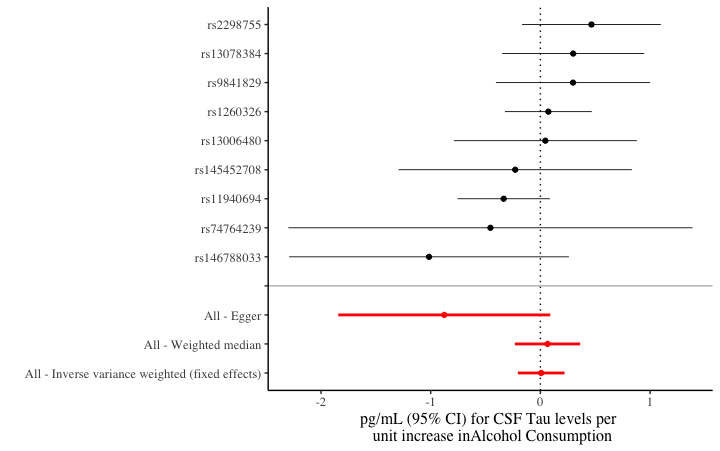 rs2298755
rs13078384
rs9841829
rs1260326
rs13006480
rs145452708
rs11940694
rs74764239
rs146788033
All - Egger
All - Weighted median
All - Inverse variance weighted (fixed effects)
-2 -1 0 1
pg/mL (95% CI) for CSF Tau levels per
unit increase inAlcohol Consumption